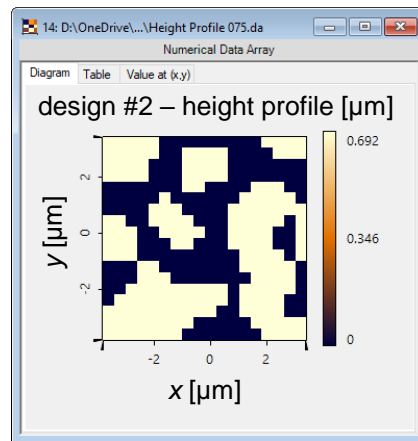 14: D:\OneDrive\...\Height Profile 075.da
Numerical Data Array
Diagram Table Value at (x,y)
design #2 – height profile [µm]
0.692
2
0.346
y [µm]
0
-2
0
-2 0 2
x [µm]